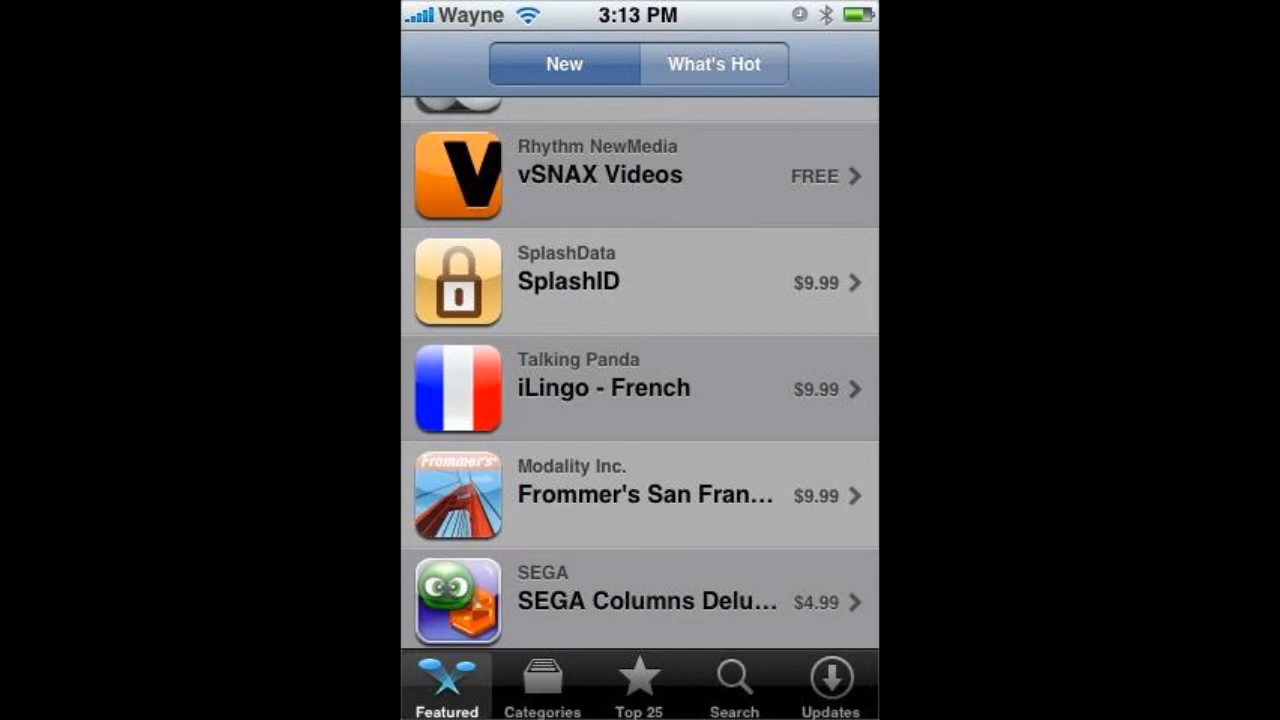 Wayne 3:13 PM
New What's Hot
Rhythm NewMedia
vSNAX Videos FREE
V
SplashData
SplashID $9.99
Talking Panda
iLingo - French $9.99
Frommer's
Modality Inc.
Frommer's San Fran... $9.99
SEGA
SEGA Columns Delu... $4.99
Featured Categories Top 25 Search Updates